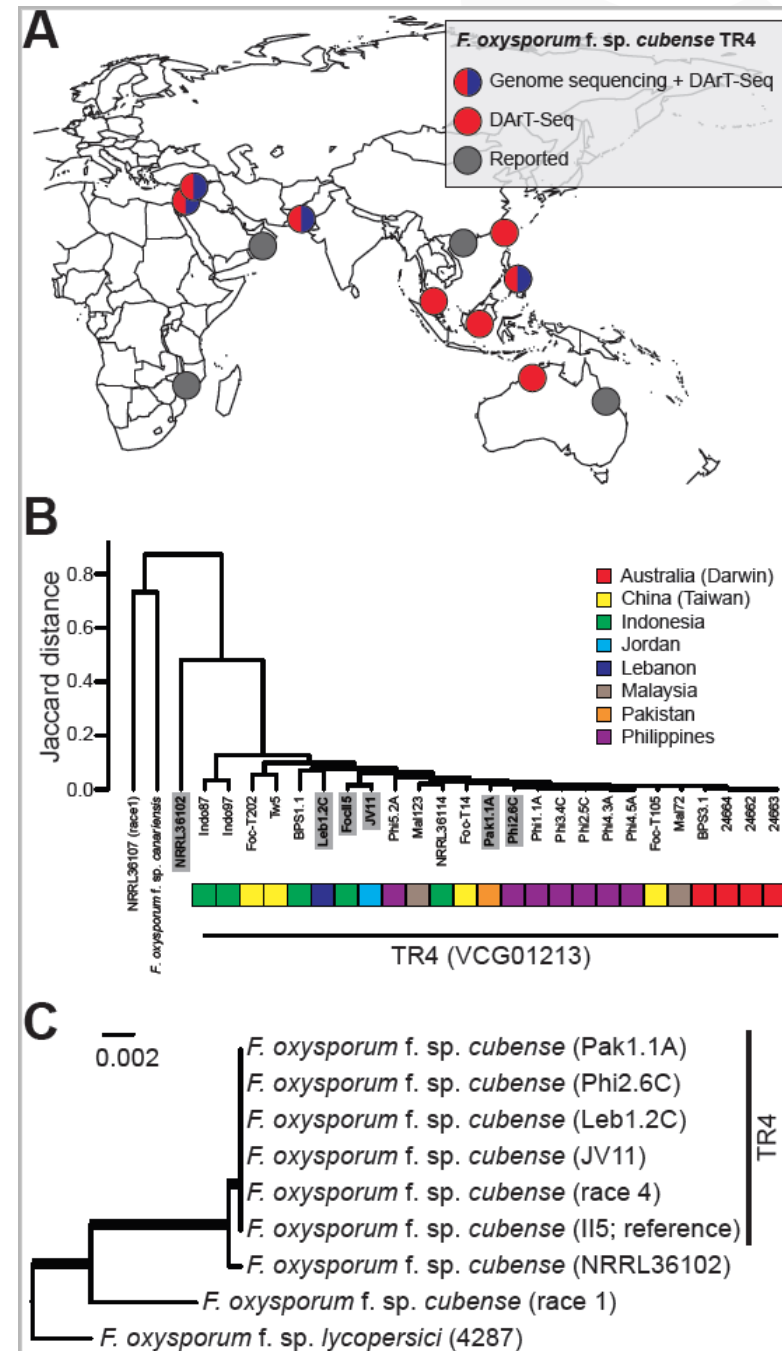 A
F. oxysporum f. sp. cubense TR4
Genome sequencing + DArT-Seq
DArT-Seq
Reported
B
Jaccard distance
0.8
0.6
0.4
0.2
0.0
Australia (Darwin)
China (Taiwan)
Indonesia
Jordan
Lebanon
Malaysia
Pakistan
Philippines
NRRL36107 (race1)
F. oxysporum f. sp. canariensis
NRRL36102
Indo87
Indo97
Foc-T202
Tw5
BPS1.1
Leb1.2C
FocII5
JV11
Phi5.2A
Mal123
NRRL36114
Foc-T14
Pak1.1A
Phi2.6C
Phi1.1A
Phi3.4C
Phi2.5C
Phi4.3A
Phi4.5A
Foc-T105
Mal72
BPS3.1
24664
24662
24663
TR4 (VCG01213)
C
0.002
F. oxysporum f. sp. cubense (Pak1.1A)
F. oxysporum f. sp. cubense (Phi2.6C)
F. oxysporum f. sp. cubense (Leb1.2C)
F. oxysporum f. sp. cubense (JV11)
F. oxysporum f. sp. cubense (race 4)
F. oxysporum f. sp. cubense (II5; reference)
F. oxysporum f. sp. cubense (NRRL36102)
F. oxysporum f. sp. cubense (race 1)
F. oxysporum f. sp. lycopersici (4287)
TR4